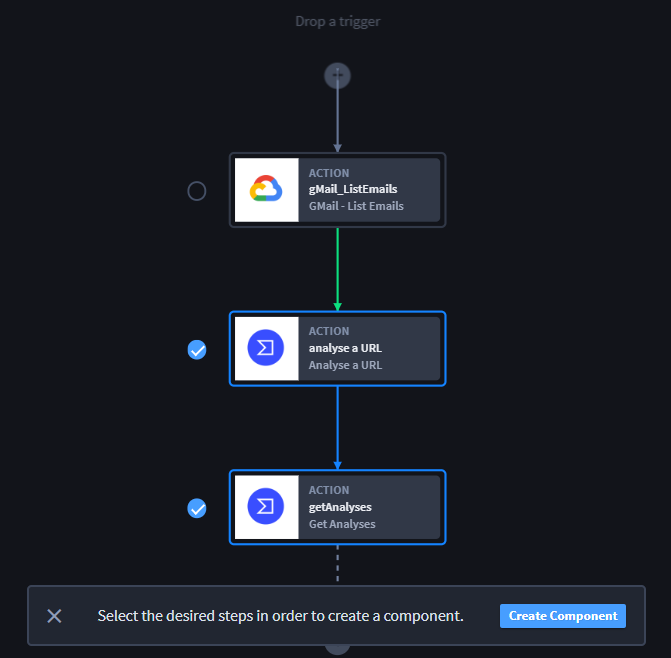 Drop a trigger
ACTION
gMail_ListEmails
GMail - List Emails
ACTION
analyse a URL
Analyse a URL
ACTION
getAnalyses
Get Analyses
Select the desired steps in order to create a component.
Create Component